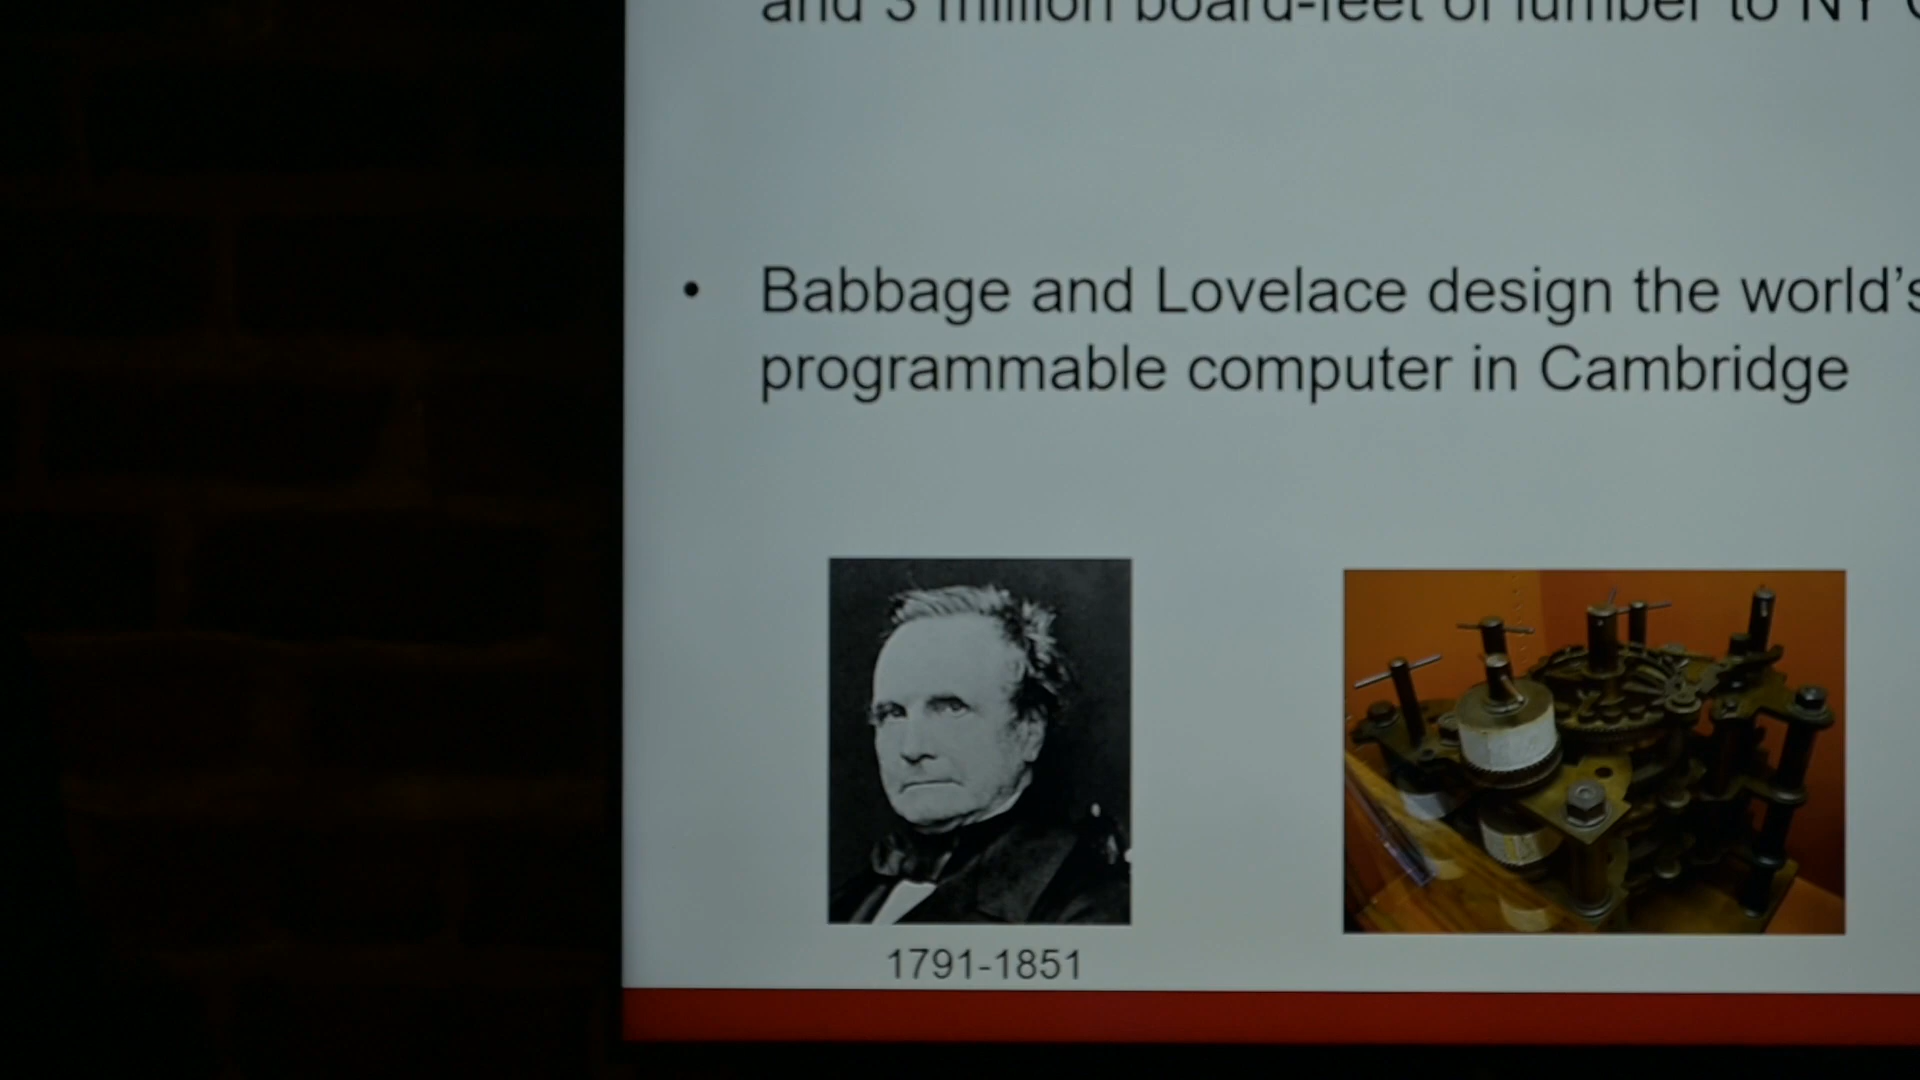 and 3 million board-feet of lumber to NY
• Babbage and Lovelace design the world's
programmable computer in Cambridge
1791-1851